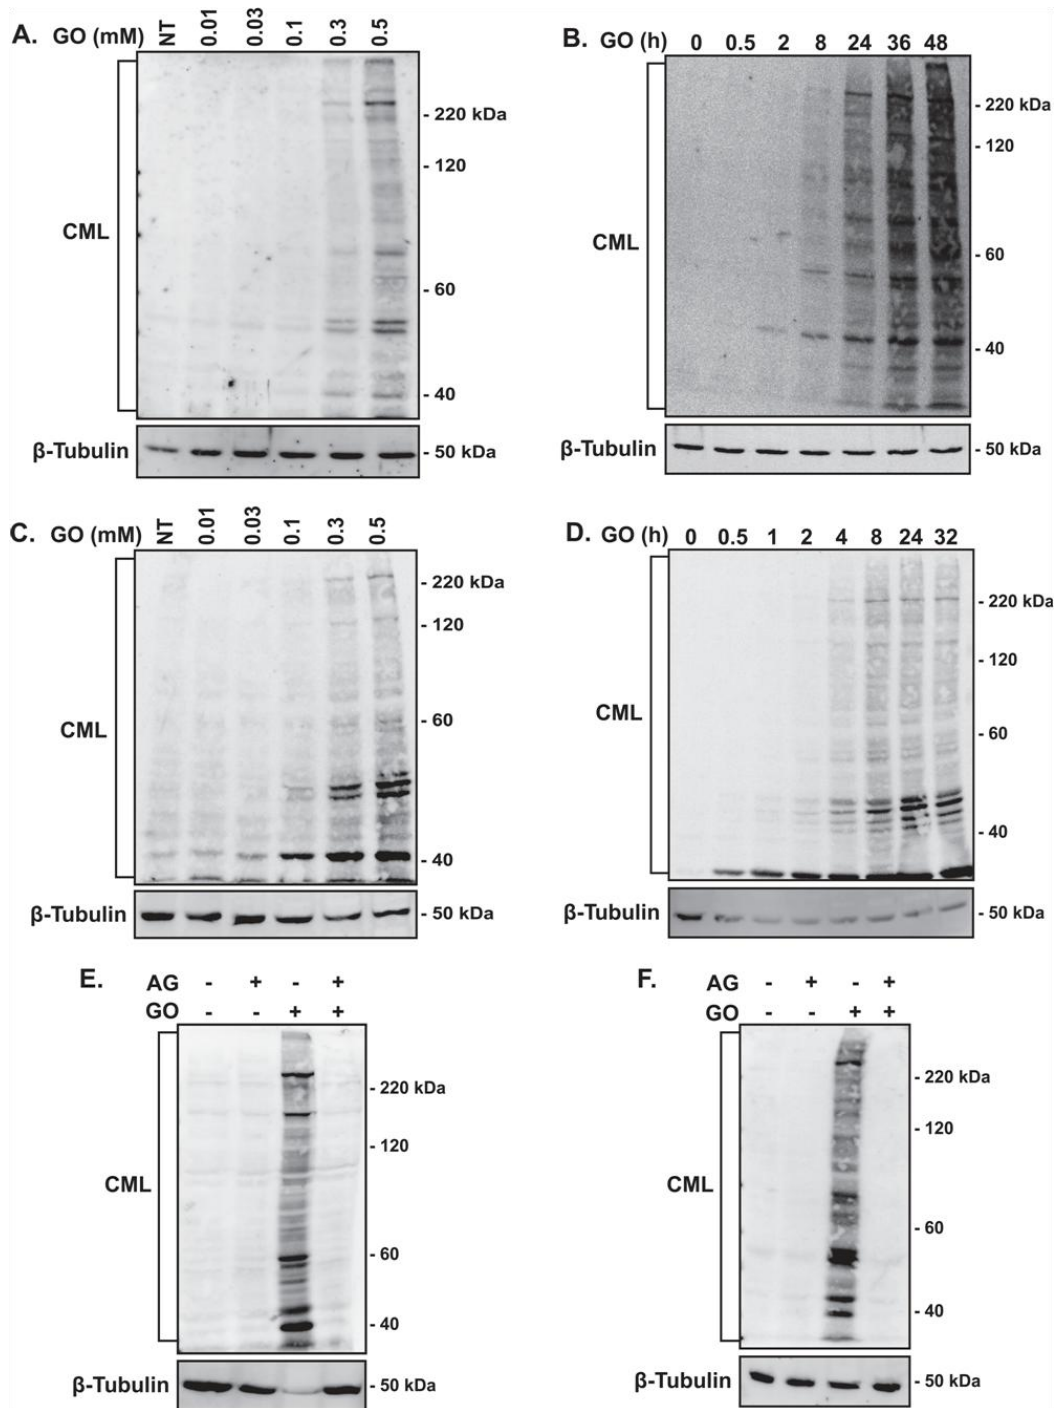 A. GO (mM) NT 0.01 0.03 0.1 0.3 0.5
CML
- 220 kDa
- 120
- 60
- 40
β-Tubulin - 50 kDa
B. GO (h) 0 0.5 2 8 24 36 48
CML
- 220 kDa
- 120
- 60
- 40
β-Tubulin - 50 kDa
C. GO (mM) NT 0.01 0.03 0.1 0.3 0.5
CML
- 220 kDa
- 120
- 60
- 40
β-Tubulin - 50 kDa
D. GO (h) 0 0.5 1 2 4 8 24 32
CML
- 220 kDa
- 120
- 60
- 40
β-Tubulin - 50 kDa
E. AG - + - +
GO - - + +
CML
- 220 kDa
- 120
- 60
- 40
β-Tubulin - 50 kDa
F. AG - + - +
GO - - + +
CML
- 220 kDa
- 120
- 60
- 40
β-Tubulin - 50 kDa